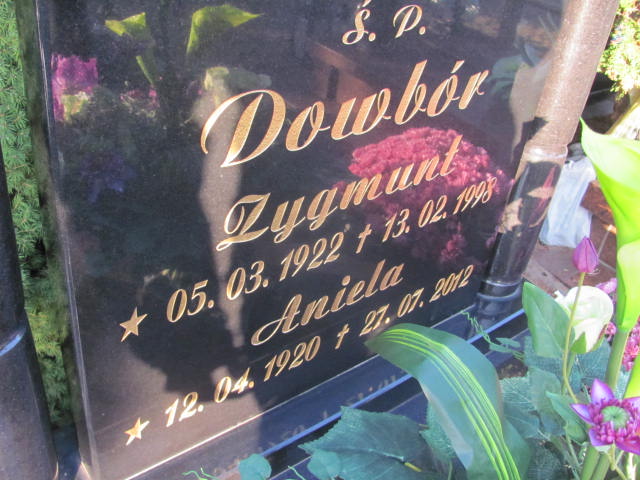 Ś. P.
Dowbór
Zygmunt
★ 05. 03. 1922 † 13. 02. 1998
Aniela
★ 12. 04. 1920 † 27. 07. 2012